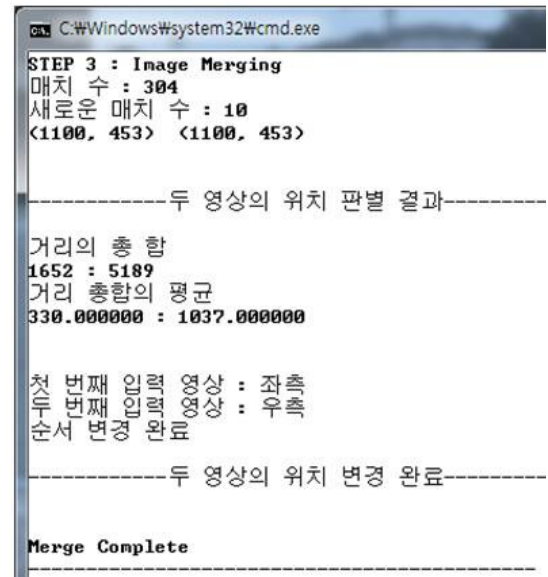 C:\Windows\system32\cmd.exe
STEP 3 : Image Merging
매치 수 : 304
새로운 매치 수 : 10
<1100, 453>  <1100, 453>
------------두 영상의 위치 판별 결과---------
거리의 총 합
1652 : 5189
거리 총합의 평균
330.000000 : 1037.000000
첫 번째 입력 영상 : 좌측
두 번째 입력 영상 : 우측
순서 변경 완료
------------두 영상의 위치 변경 완료---------
Merge Complete
--------------------------------------------